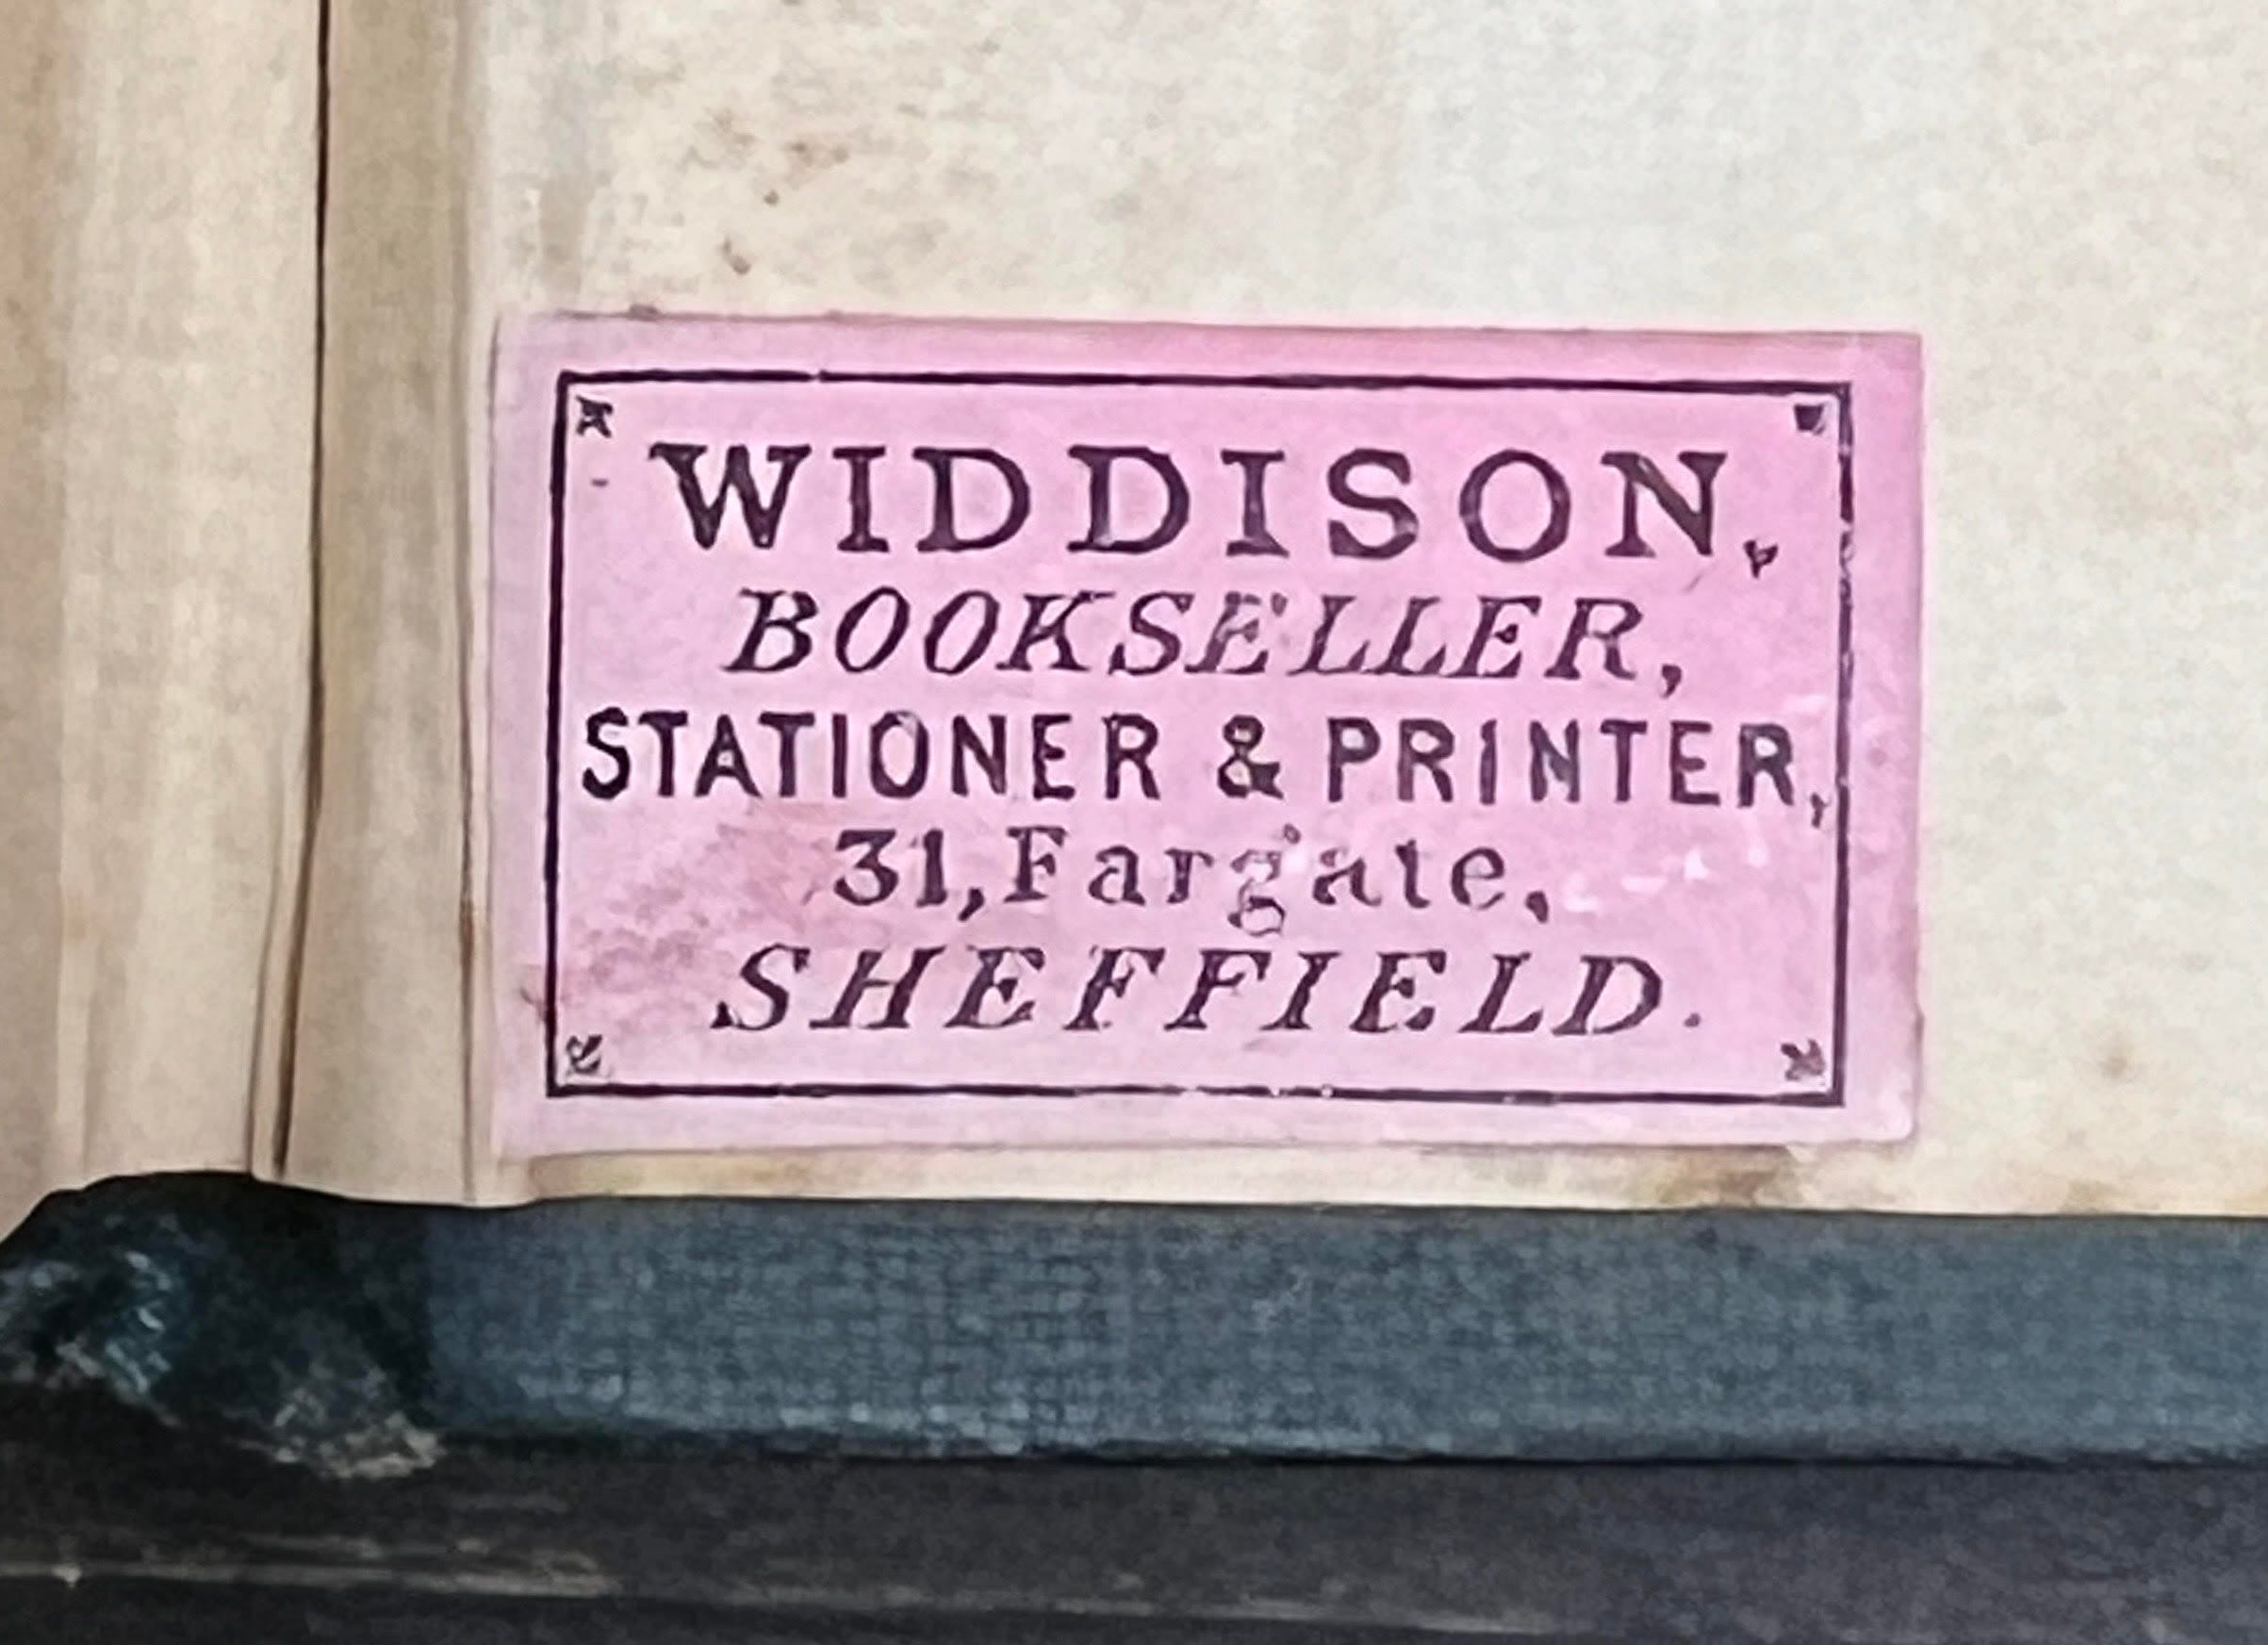 WIDDISON,
BOOKSELLER,
STATIONER & PRINTER,
31, Fargate,
SHEFFIELD.